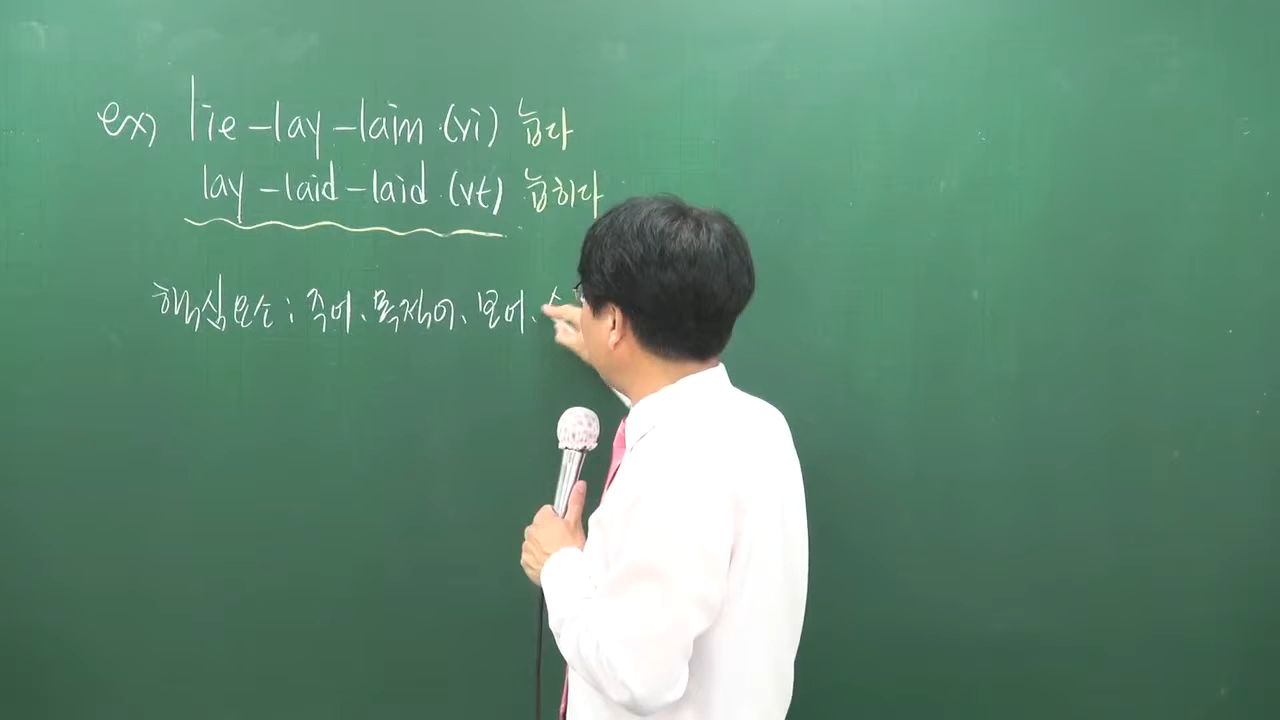 ex) lie-lay-lain (vi) 눕다
lay-laid-laid (vt) 눕히다
핵심요소 : 주어、목적어、보어、